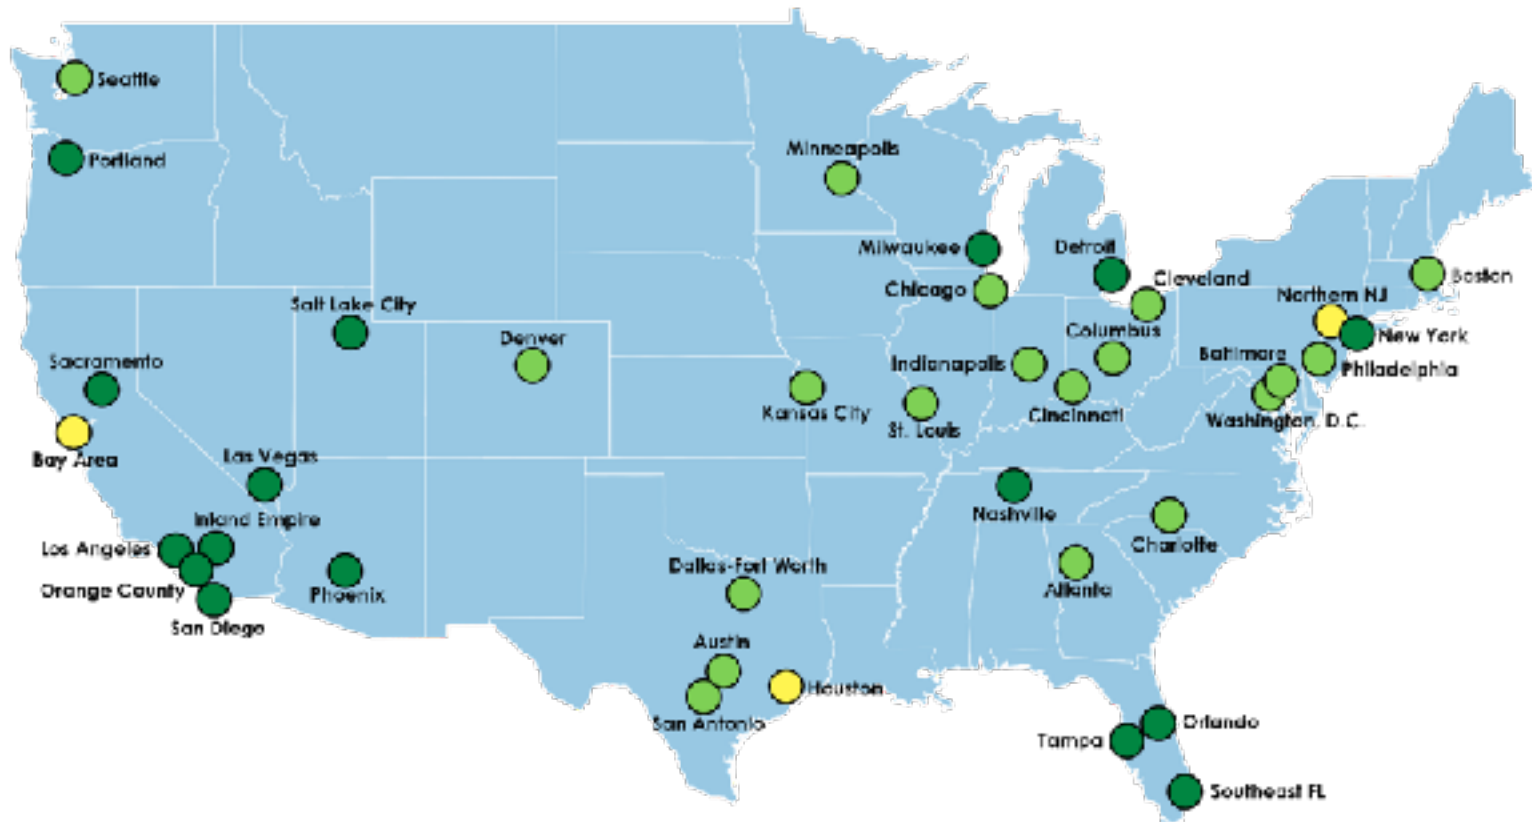 Seattle
Portland
Minneapolis
Milwaukee
Detroit
Chicago
Cleveland
Boston
Northern NJ
Salt Lake City
Columbus
New York
Denver
Baltimore
Sacramento
Indianapolis
Philadelphia
Kansas City
Cincinnati
Washington, D.C.
St. Louis
Bay Area
Las Vegas
Nashville
Inland Empire
Charlotte
Los Angeles
Dallas-Fort Worth
Orange County
Phoenix
Atlanta
San Diego
Austin
Houston
San Antonio
Orlando
Tampa
Southeast FL